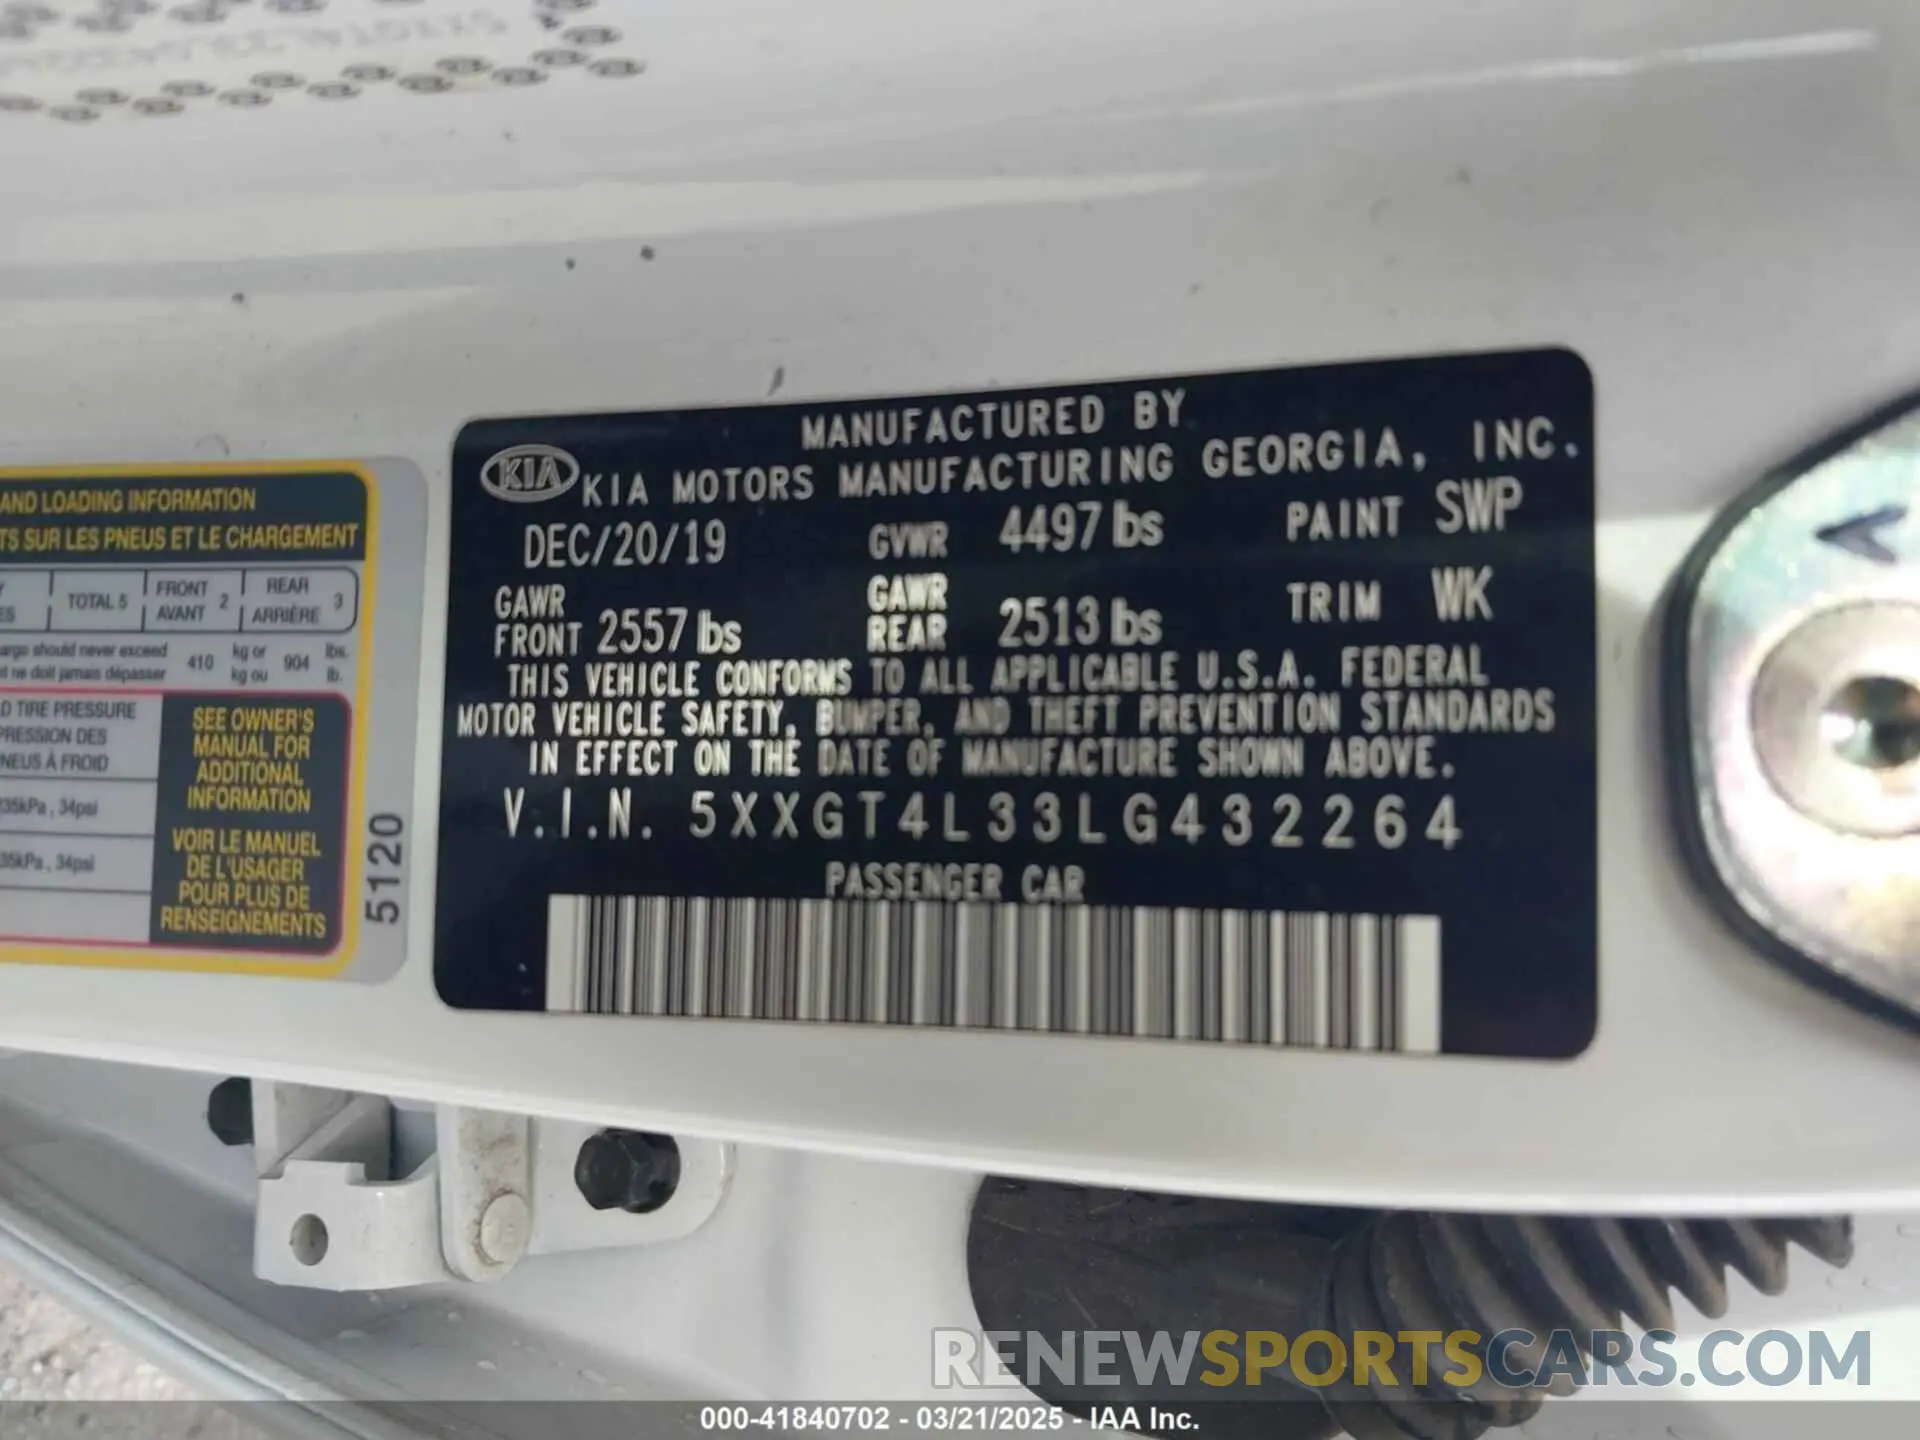 AND LOADING INFORMATION
TS SUR LES PNEUS ET LE CHARGEMENT
TOTAL 5
FRONT
AVANT 2
REAR
ARRIÈRE 3
argo should never exceed
nt ne doit jamais dépasser
410
kg or
kg ou
904
lbs.
lb.
D TIRE PRESSURE
PRESSION DES
NEUS À FROID
235kPa, 34psi
35kPa, 34psi
SEE OWNER'S
MANUAL FOR
ADDITIONAL
INFORMATION
VOIR LE MANUEL
DE L'USAGER
POUR PLUS DE
RENSEIGNEMENTS
5120
MANUFACTURED BY
KIA KIA MOTORS MANUFACTURING GEORGIA, INC.
DEC/20/19 GVWR 4497 lbs PAINT SWP
GAWR FRONT 2557 lbs GAWR REAR 2513 lbs TRIM WK
THIS VEHICLE CONFORMS TO ALL APPLICABLE U.S.A. FEDERAL
MOTOR VEHICLE SAFETY, BUMPER, AND THEFT PREVENTION STANDARDS
IN EFFECT ON THE DATE OF MANUFACTURE SHOWN ABOVE.
V.I.N. 5XXGT4L33LG432264
PASSENGER CAR
RENEWSPORTSCARS.COM
000-41840702 - 03/21/2025 - IAA Inc.